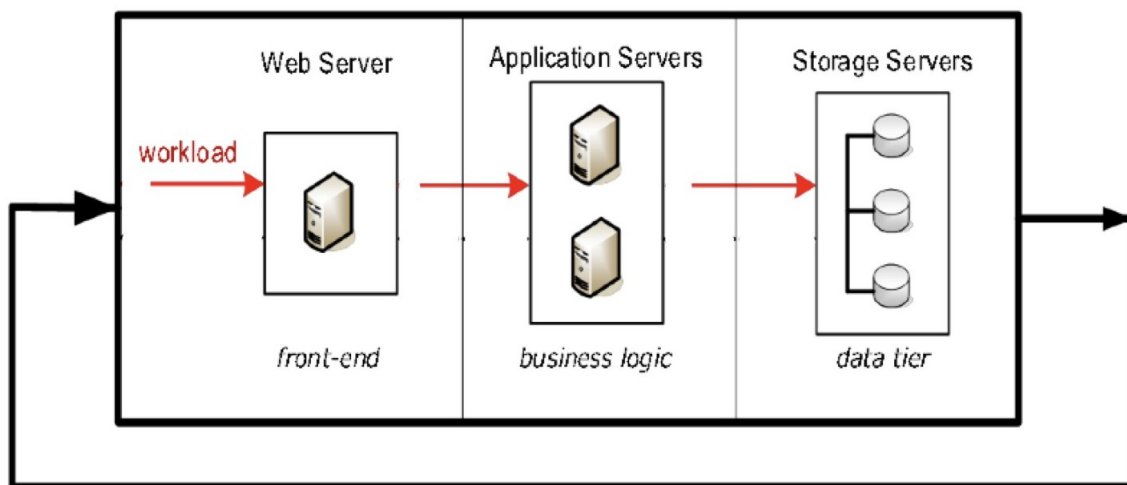 Web Server
Application Servers
Storage Servers
workload
front-end
business logic
data tier